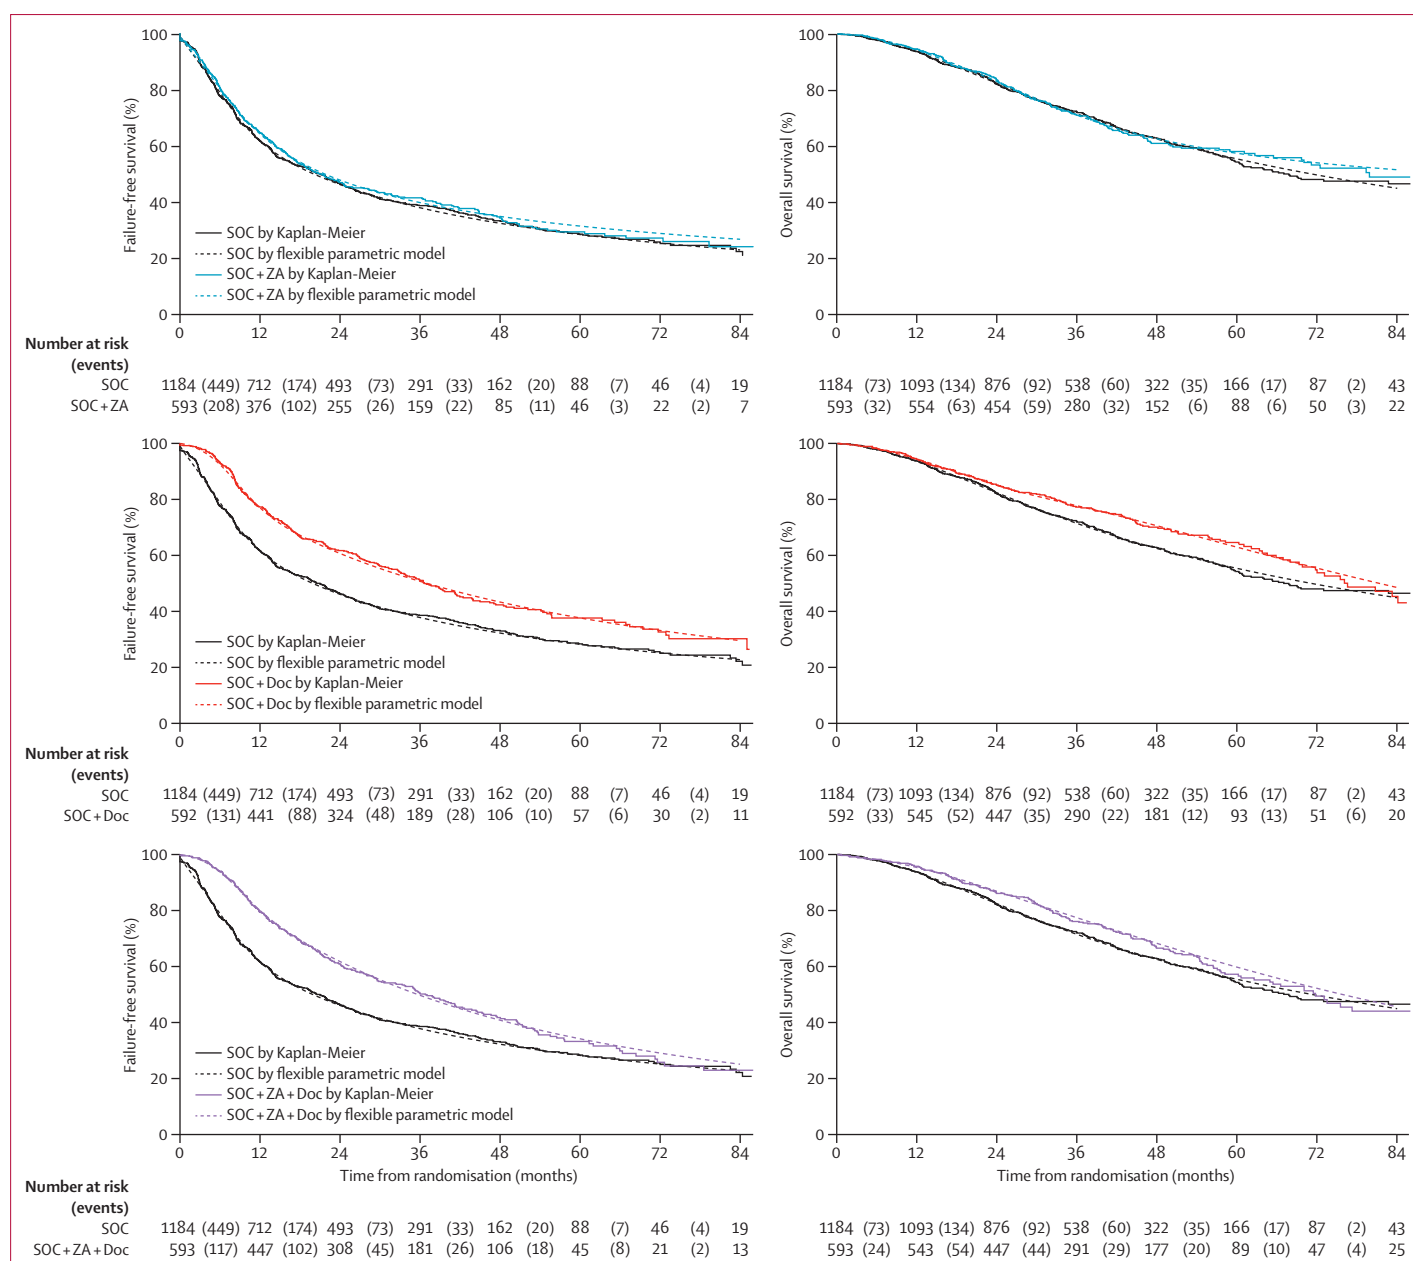 100
80
60
40
20
0
Failure-free survival (%)
SOC by Kaplan-Meier
SOC by flexible parametric model
SOC + ZA by Kaplan-Meier
SOC + ZA by flexible parametric model
0 12 24 36 48 60 72 84
100
80
60
40
20
0
Overall survival (%)
0 12 24 36 48 60 72 84
Number at risk
(events)
SOC 1184 (449) 712 (174) 493 (73) 291 (33) 162 (20) 88 (7) 46 (4) 19 1184 (73) 1093 (134) 876 (92) 538 (60) 322 (35) 166 (17) 87 (2) 43
SOC + ZA 593 (208) 376 (102) 255 (26) 159 (22) 85 (11) 46 (3) 22 (2) 7 593 (32) 554 (63) 454 (59) 280 (32) 152 (6) 88 (6) 50 (3) 22
100
80
60
40
20
0
Failure-free survival (%)
SOC by Kaplan-Meier
SOC by flexible parametric model
SOC + Doc by Kaplan-Meier
SOC + Doc by flexible parametric model
0 12 24 36 48 60 72 84
100
80
60
40
20
0
Overall survival (%)
0 12 24 36 48 60 72 84
Number at risk
(events)
SOC 1184 (449) 712 (174) 493 (73) 291 (33) 162 (20) 88 (7) 46 (4) 19 1184 (73) 1093 (134) 876 (92) 538 (60) 322 (35) 166 (17) 87 (2) 43
SOC + Doc 592 (131) 441 (88) 324 (48) 189 (28) 106 (10) 57 (6) 30 (2) 11 592 (33) 545 (52) 447 (35) 290 (22) 181 (12) 93 (13) 51 (6) 20
100
80
60
40
20
0
Failure-free survival (%)
SOC by Kaplan-Meier
SOC by flexible parametric model
SOC + ZA + Doc by Kaplan-Meier
SOC + ZA + Doc by flexible parametric model
0 12 24 36 48 60 72 84
Time from randomisation (months)
100
80
60
40
20
0
Overall survival (%)
0 12 24 36 48 60 72 84
Time from randomisation (months)
Number at risk
(events)
SOC 1184 (449) 712 (174) 493 (73) 291 (33) 162 (20) 88 (7) 46 (4) 19 1184 (73) 1093 (134) 876 (92) 538 (60) 322 (35) 166 (17) 87 (2) 43
SOC + ZA + Doc 593 (117) 447 (102) 308 (45) 181 (26) 106 (18) 45 (8) 21 (2) 13 593 (24) 543 (54) 447 (44) 291 (29) 177 (20) 89 (10) 47 (4) 25